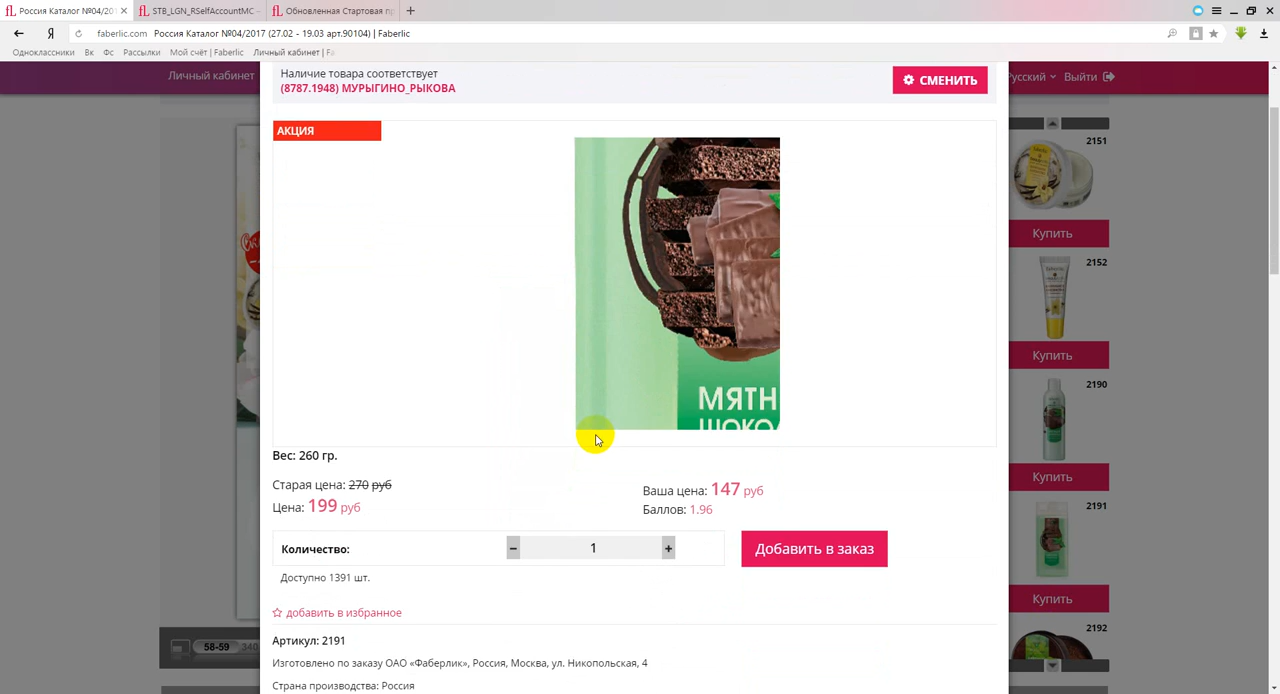 Россия Каталог №04/201
STB_LGN_RSelfAccountMC -
Обновленная Стартовая п
faberlic.com Россия Каталог №04/2017 (27.02 - 19.03 арт.90104) | Faberlic
Одноклассники Вк Фс Рассылки Мой счёт | Faberlic Личный кабинет | Fa
Личный кабинет
Русский
Выйти
Наличие товара соответствует
(8787.1948) МУРЫГИНО_РЫКОВА
СМЕНИТЬ
АКЦИЯ
МЯТН
ШОКО
Вес: 260 гр.
Старая цена: 270 руб
Цена: 199 руб
Ваша цена: 147 руб
Баллов: 1.96
Количество:
− 1 +
Добавить в заказ
Доступно 1391 шт.
добавить в избранное
Артикул: 2191
Изготовлено по заказу ОАО «Фаберлик», Россия, Москва, ул. Никольская, 4
Страна производства: Россия
2151
Купить
2152
Купить
2190
Купить
2191
Купить
2192
58-59
340